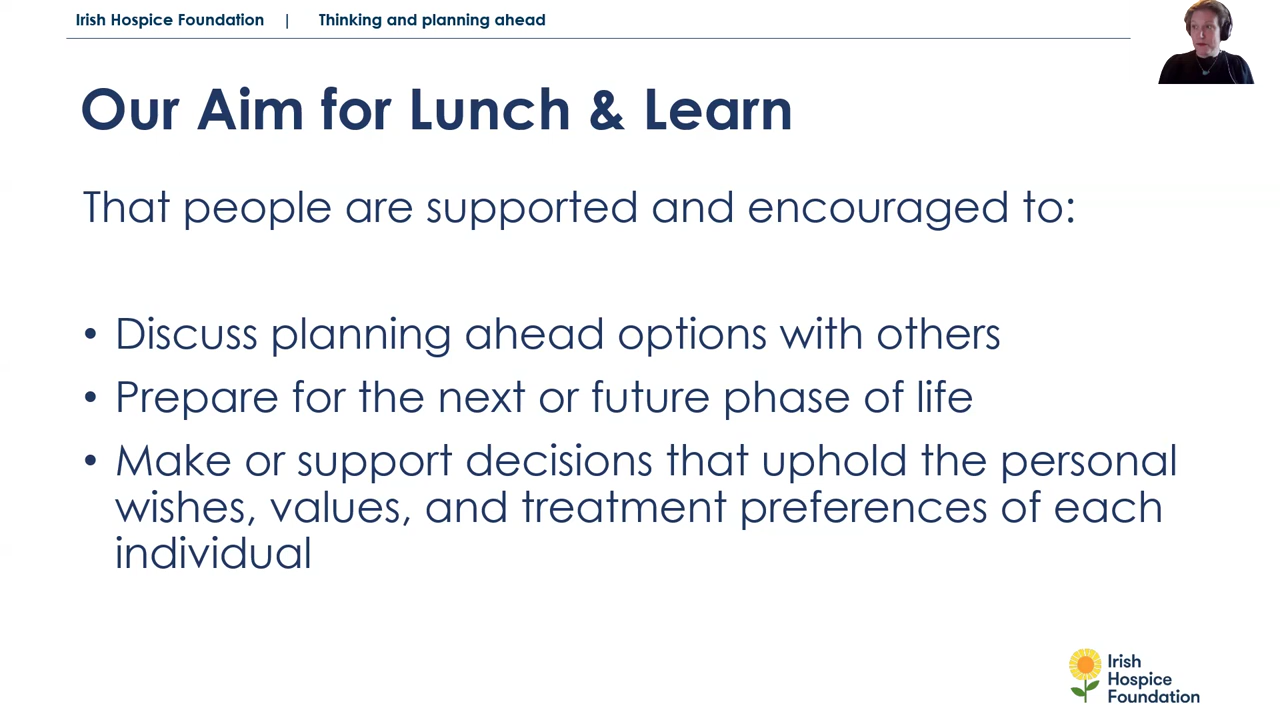 Irish Hospice Foundation | Thinking and planning ahead
Our Aim for Lunch & Learn
That people are supported and encouraged to:
• Discuss planning ahead options with others
• Prepare for the next or future phase of life
• Make or support decisions that uphold the personal
wishes, values, and treatment preferences of each
individual
Irish
Hospice
Foundation